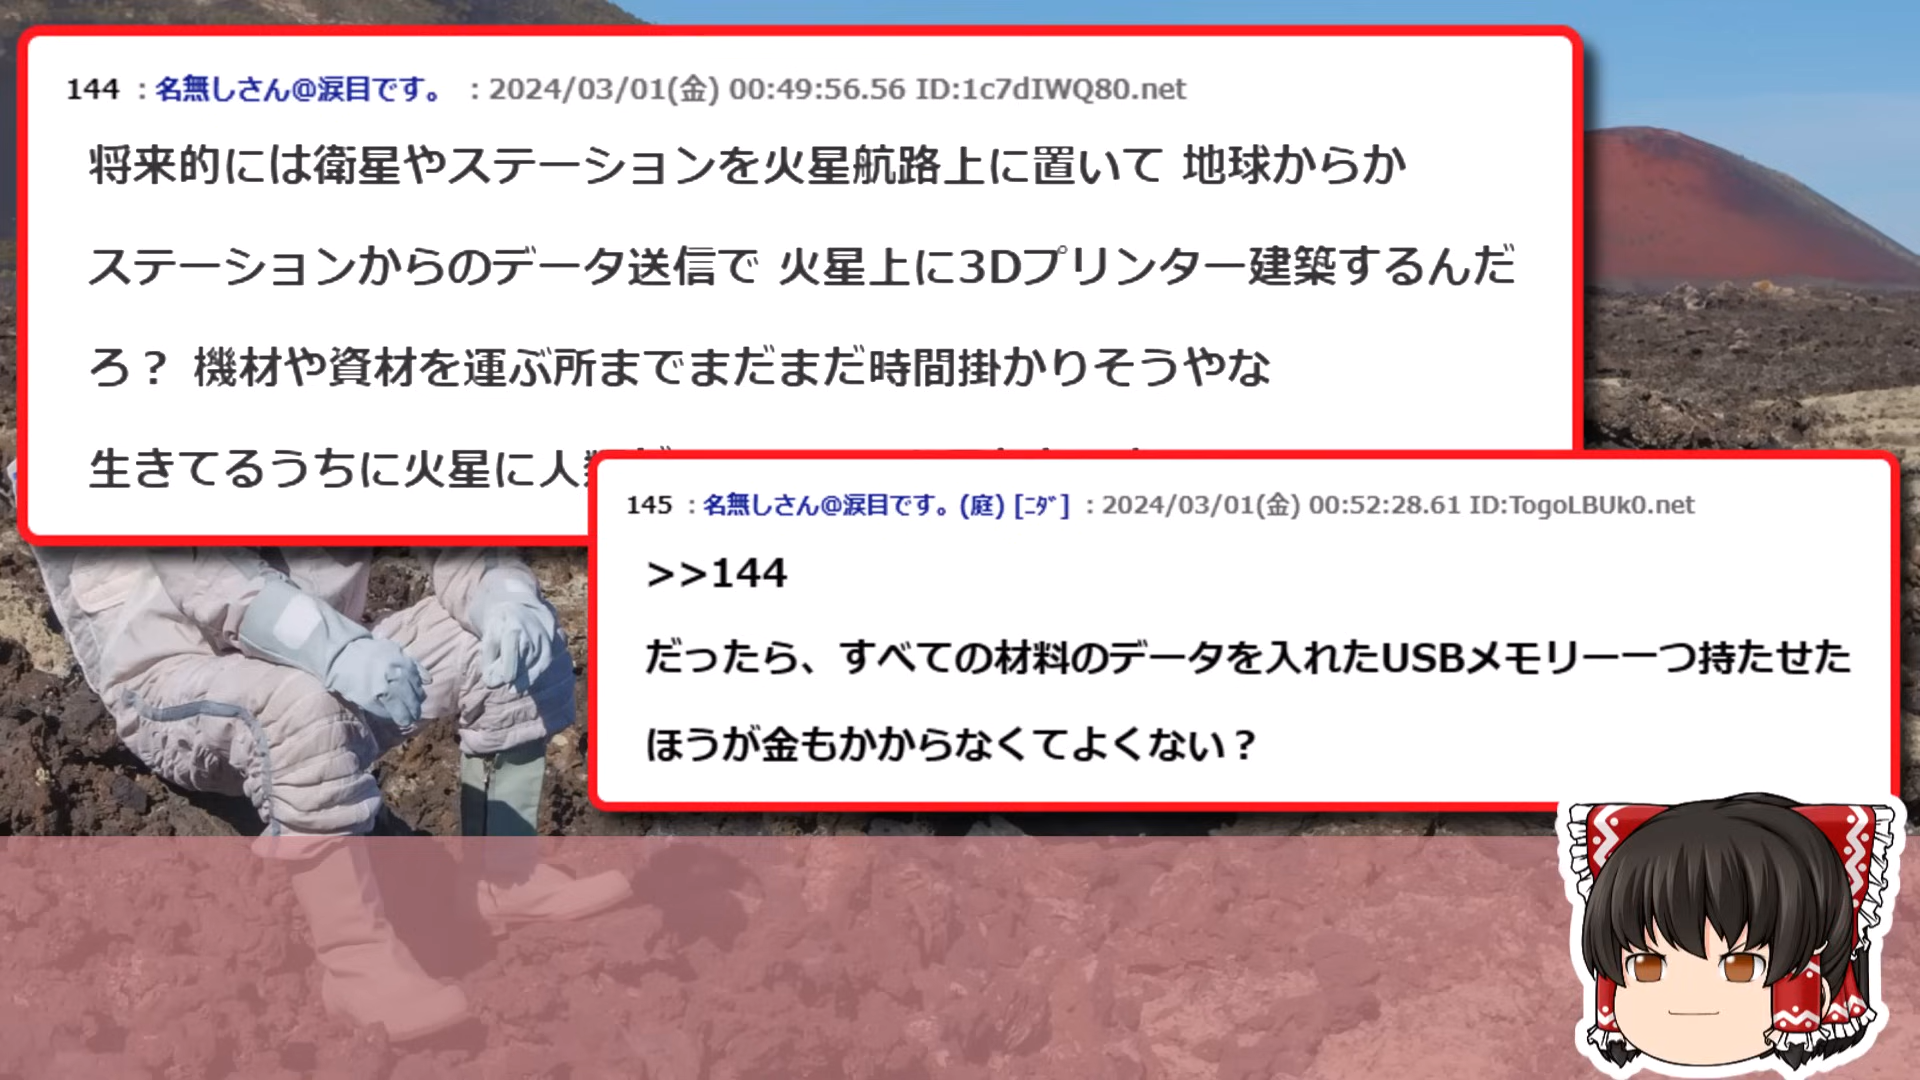 144 ：名無しさん@涙目です。 ：2024/03/01(金) 00:49:56.56 ID:1c7dIWQ80.net
将来的には衛星やステーションを火星航路上に置いて 地球からか
ステーションからのデータ送信で 火星上に3Dプリンター建築するんだ
ろ？ 機材や資材を運ぶ所までまだまだ時間掛かりそうやな
生きてるうちに火星に人
145 ：名無しさん@涙目です。(庭) [ﾆﾀﾞ] ：2024/03/01(金) 00:52:28.61 ID:TogoLBUk0.net
>>144
だったら、すべての材料のデータを入れたUSBメモリー一つ持たせた
ほうが金もかからなくてよくない？